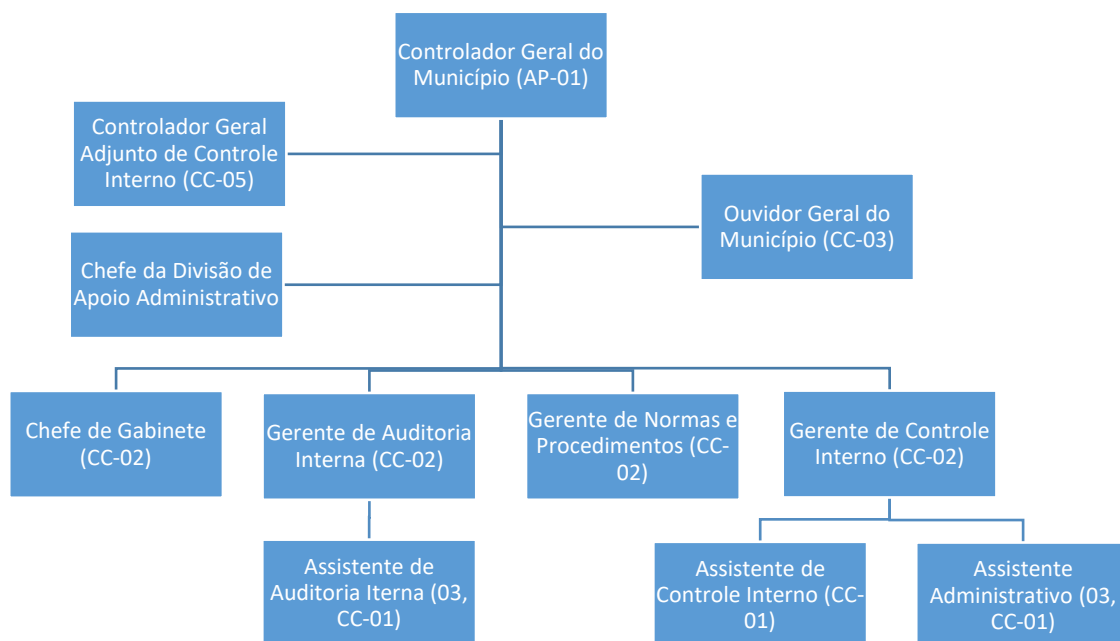 Controlador Geral do
Município (AP-01)
Controlador Geral
Adjunto de Controle
Interno (CC-05)
Ouvidor Geral do
Município (CC-03)
Chefe da Divisão de
Apoio Administrativo
Chefe de Gabinete
(CC-02)
Gerente de Auditoria
Interna (CC-02)
Gerente de Normas e
Procedimentos (CC-
02)
Gerente de Controle
Interno (CC-02)
Assistente de
Auditoria Iterna (03,
CC-01)
Assistente de
Controle Interno (CC-
01)
Assistente
Administrativo (03,
CC-01)